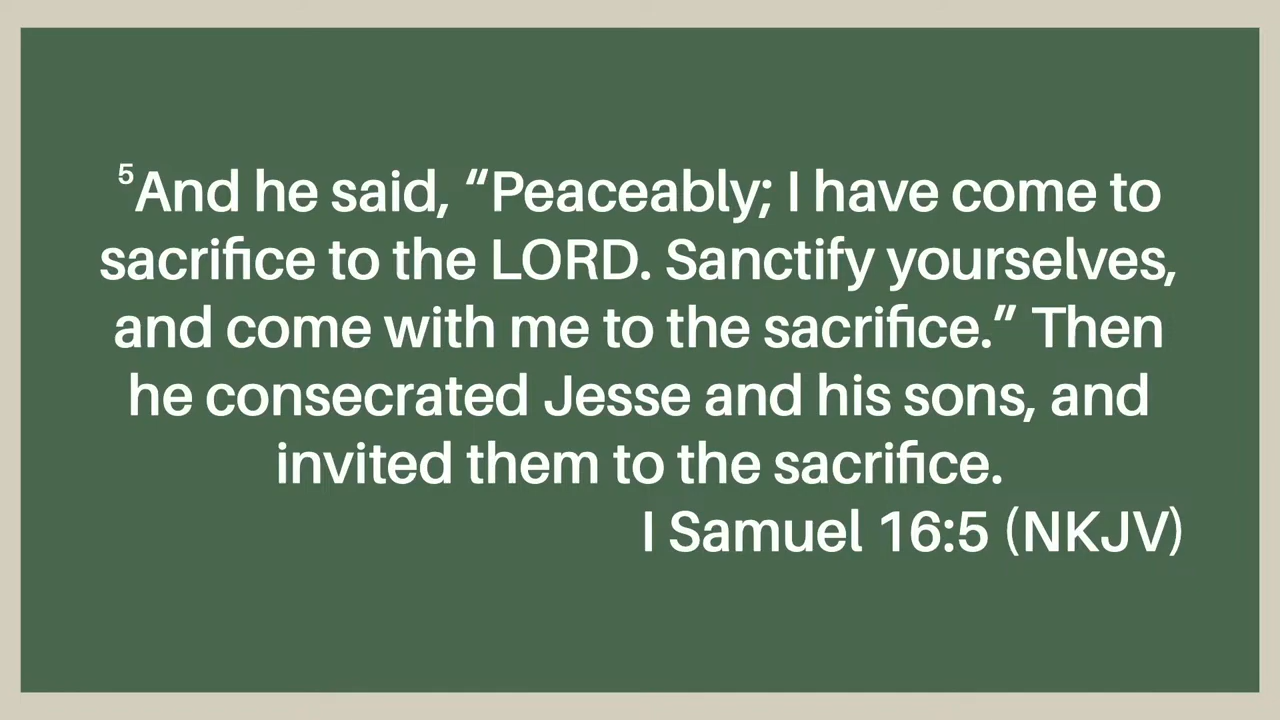 ⁵And he said, “Peaceably; I have come to
sacrifice to the LORD. Sanctify yourselves,
and come with me to the sacrifice.” Then
he consecrated Jesse and his sons, and
invited them to the sacrifice.
I Samuel 16:5 (NKJV)